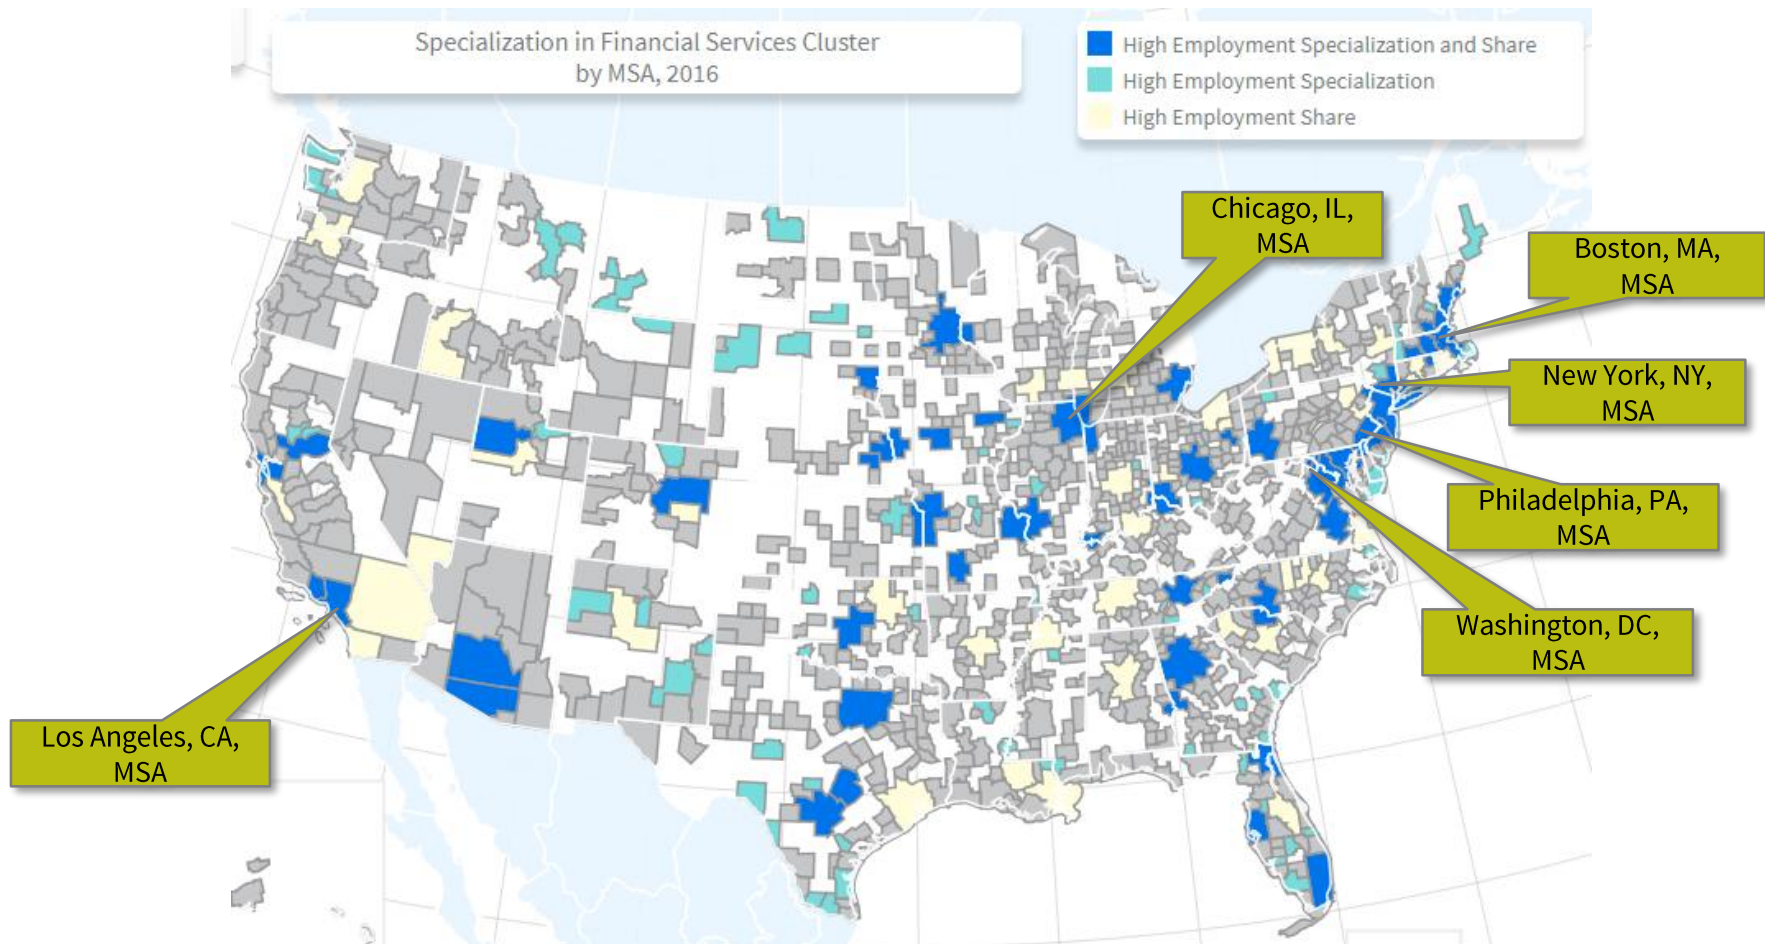 Specialization in Financial Services Cluster
by MSA, 2016
High Employment Specialization and Share
High Employment Specialization
High Employment Share
Chicago, IL,
MSA
Boston, MA,
MSA
New York, NY,
MSA
Philadelphia, PA,
MSA
Washington, DC,
MSA
Los Angeles, CA,
MSA